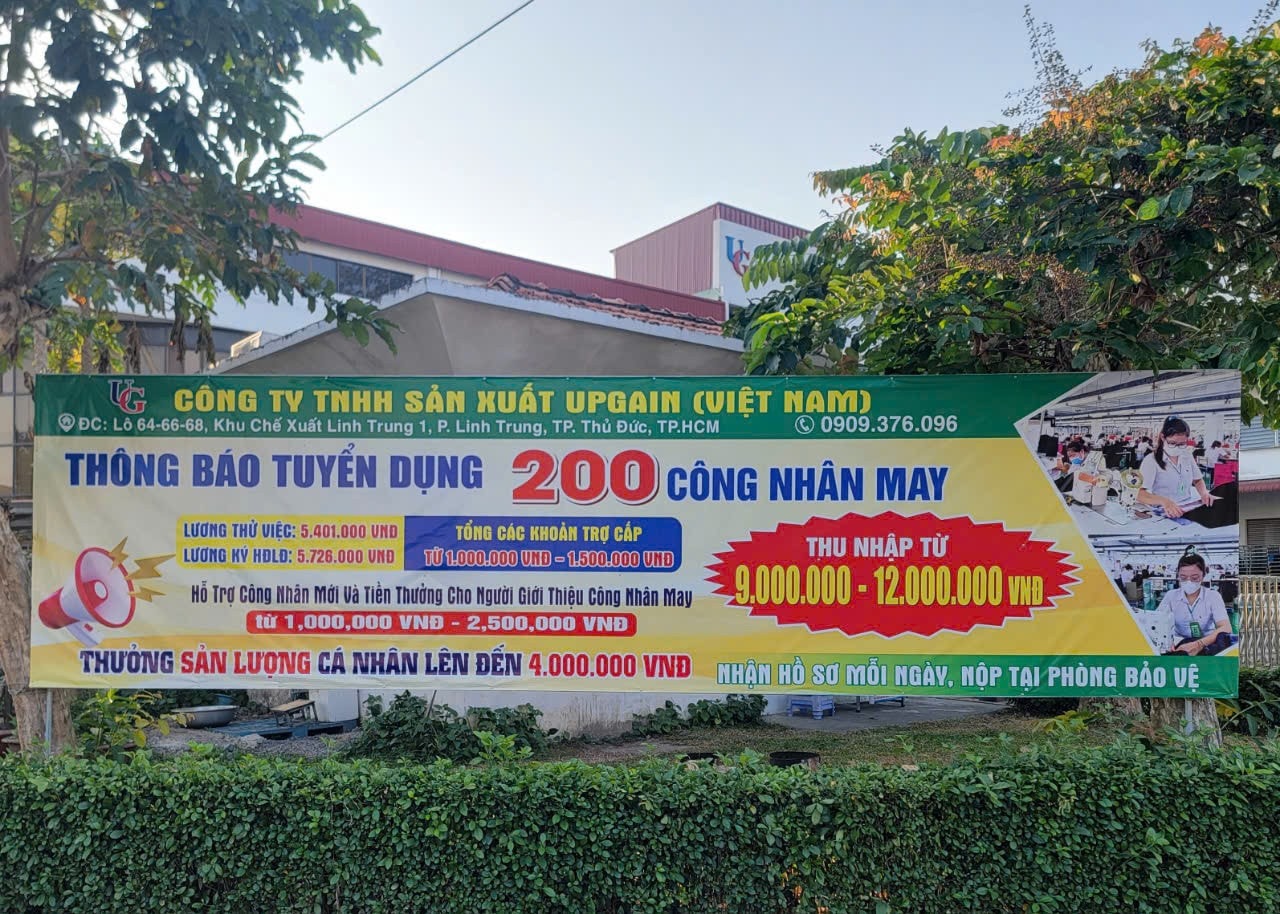 UG
UG
CÔNG TY TNHH SẢN XUẤT UPGAIN (VIỆT NAM)
ĐC: Lô 64-66-68, Khu Chế Xuất Linh Trung 1, P. Linh Trung, TP. Thủ Đức, TP.HCM 0909.376.096
THÔNG BÁO TUYỂN DỤNG 200 CÔNG NHÂN MAY
LƯƠNG THỬ VIỆC: 5.401.000 VNĐ
LƯƠNG KÝ HĐLĐ: 5.726.000 VNĐ
TỔNG CÁC KHOẢN TRỢ CẤP
TỪ 1.000.000 VNĐ - 1.500.000 VNĐ
THU NHẬP TỪ
9.000.000 - 12.000.000 VNĐ
Hỗ Trợ Công Nhân Mới Và Tiền Thưởng Cho Người Giới Thiệu Công Nhân May
từ 1,000,000 VNĐ - 2,500,000 VNĐ
THƯỞNG SẢN LƯỢNG CÁ NHÂN LÊN ĐẾN 4.000.000 VNĐ
NHẬN HỒ SƠ MỖI NGÀY, NỘP TẠI PHÒNG BẢO VỆ